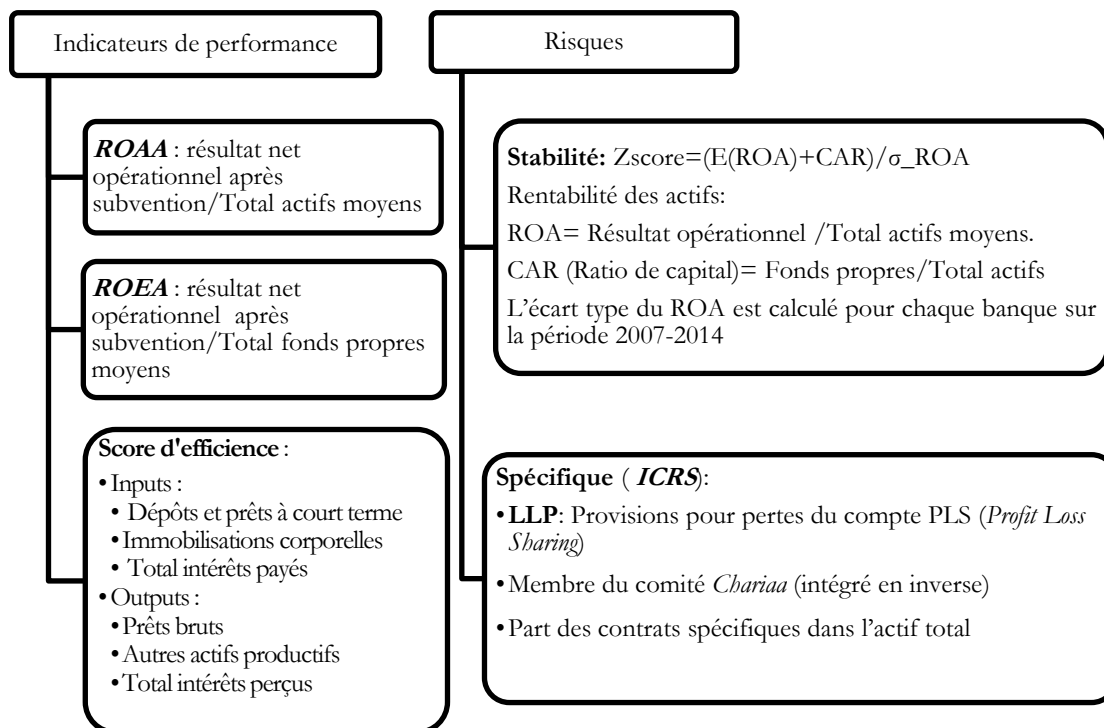 Indicateurs de performance
ROAA : résultat net
opérationnel après
subvention/Total actifs moyens
ROEA : résultat net
opérationnel après
subvention/Total fonds propres
moyens
Score d'efficience :
• Inputs :
• Dépôts et prêts à court terme
• Immobilisations corporelles
• Total intérêts payés
• Outputs :
• Prêts bruts
• Autres actifs productifs
• Total intérêts perçus
Risques
Stabilité: Zscore=(E(ROA)+CAR)/σ_ROA
Rentabilité des actifs:
ROA= Résultat opérationnel /Total actifs moyens.
CAR (Ratio de capital)= Fonds propres/Total actifs
L'écart type du ROA est calculé pour chaque banque sur
la période 2007-2014
Spécifique ( ICRS):
• LLP: Provisions pour pertes du compte PLS (Profit Loss
Sharing)
• Membre du comité Chariaa (intégré en inverse)
• Part des contrats spécifiques dans l'actif total